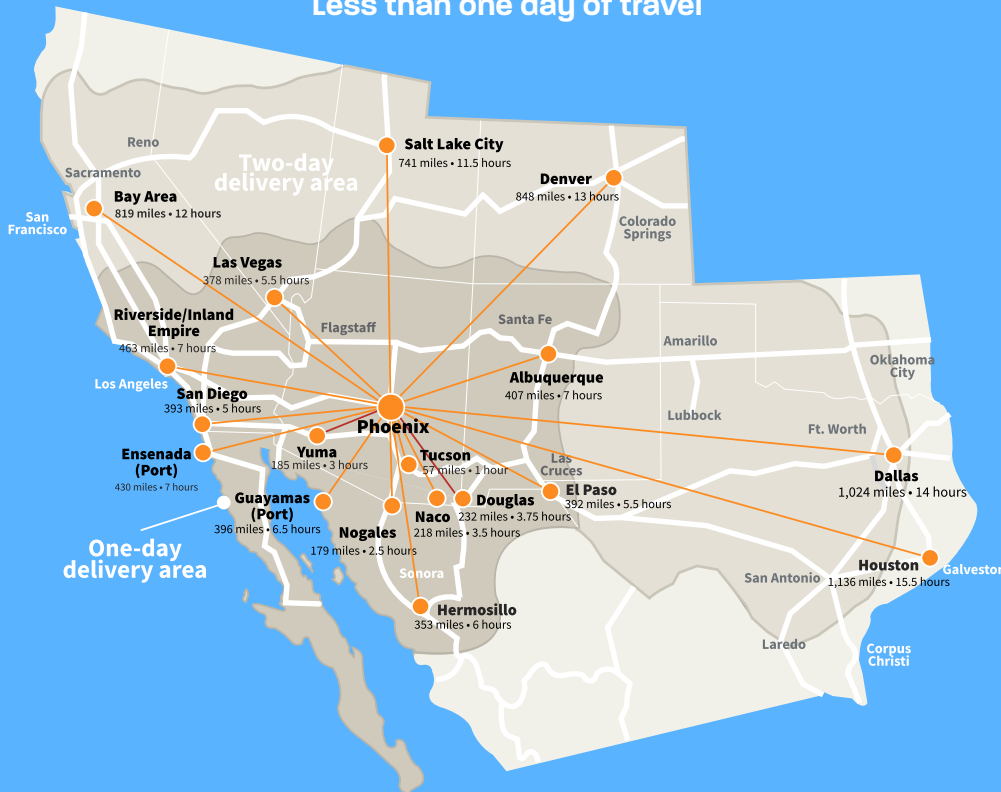 Less than one day of travel
Salt Lake City
741 miles • 11.5 hours
Reno
Two-day
delivery area
Sacramento
Denver
848 miles • 13 hours
Bay Area
819 miles • 12 hours
San
Francisco
Colorado
Springs
Las Vegas
378 miles • 5.5 hours
Riverside/Inland
Empire
463 miles • 7 hours
Flagstaff
Santa Fe
Amarillo
Oklahoma
City
Los Angeles
San Diego
393 miles • 5 hours
Albuquerque
407 miles • 7 hours
Lubbock
Ft. Worth
Phoenix
Ensenada
(Port)
430 miles • 7 hours
Yuma
185 miles • 3 hours
Tucson
57 miles • 1 hour
Las
Cruces
Dallas
1,024 miles • 14 hours
Guayamas
(Port)
396 miles • 6.5 hours
Nogales
179 miles • 2.5 hours
Naco
218 miles • 3.5 hours
Douglas
232 miles • 3.75 hours
El Paso
392 miles • 5.5 hours
One-day
delivery area
Sonora
San Antonio
Houston
1,136 miles • 15.5 hours
Galveston
Hermosillo
353 miles • 6 hours
Laredo
Corpus
Christi